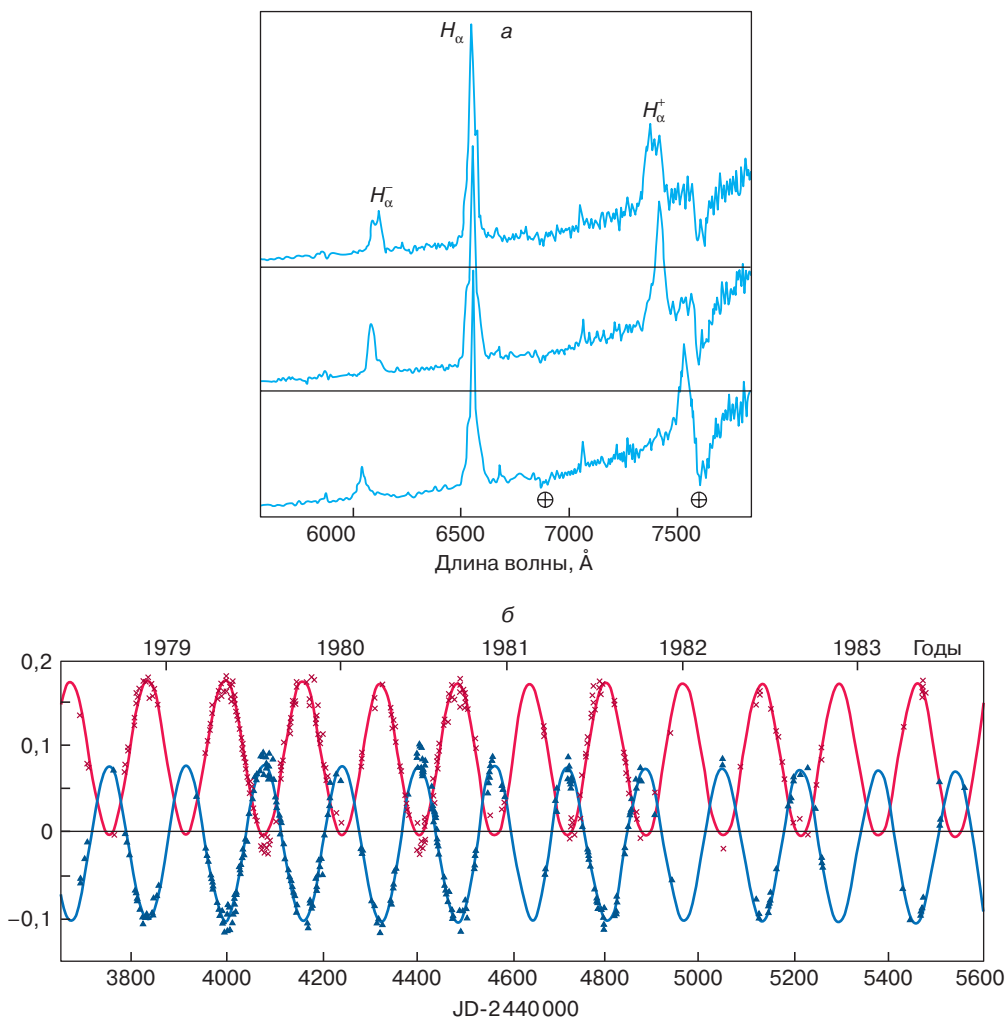 Hα а
Hα+
Hα−
⊕ ⊕
6000 6500 7000 7500
Длина волны, Å
б
1979 1980 1981 1982 1983 Годы
0,2
0,1
0
−0,1
3800 4000 4200 4400 4600 4800 5000 5200 5400 5600
JD-2440000